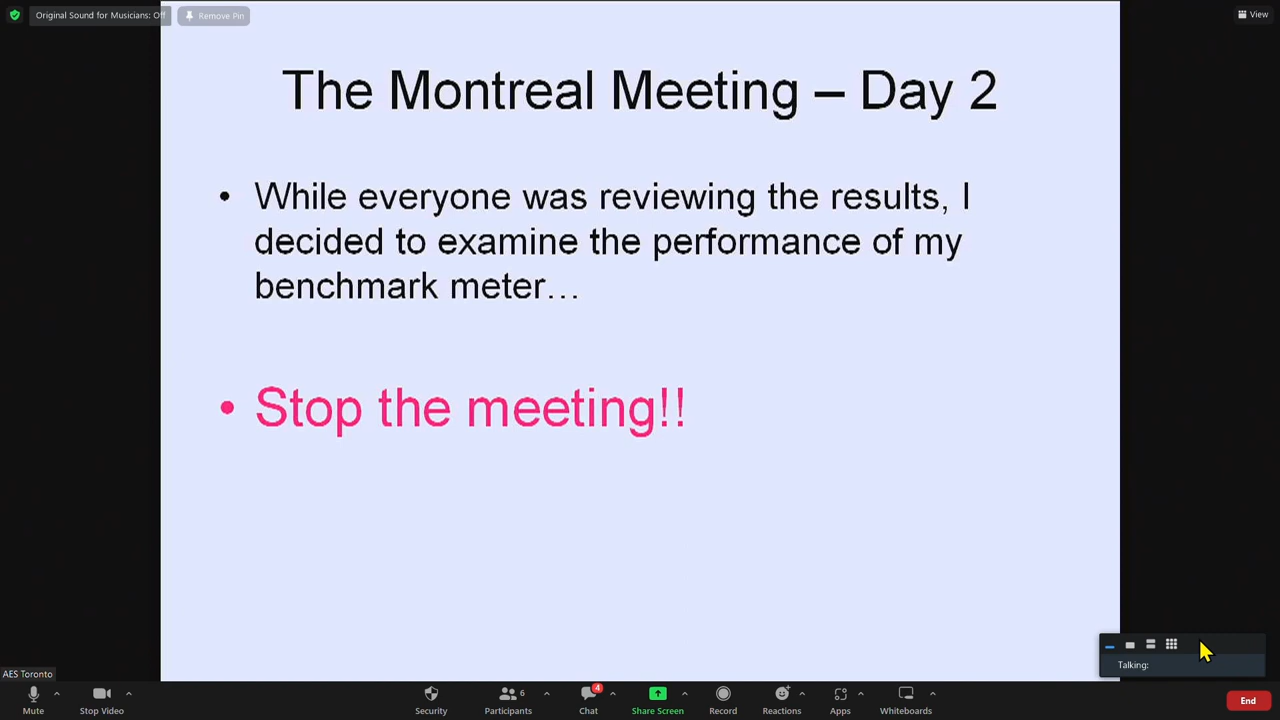 Original Sound for Musicians: Off
Remove Pin
View
The Montreal Meeting – Day 2
• While everyone was reviewing the results, I
decided to examine the performance of my
benchmark meter…
• Stop the meeting!!
Talking:
AES Toronto
Mute
Stop Video
Security
6
Participants
4
Chat
Share Screen
Record
Reactions
Apps
Whiteboards
End